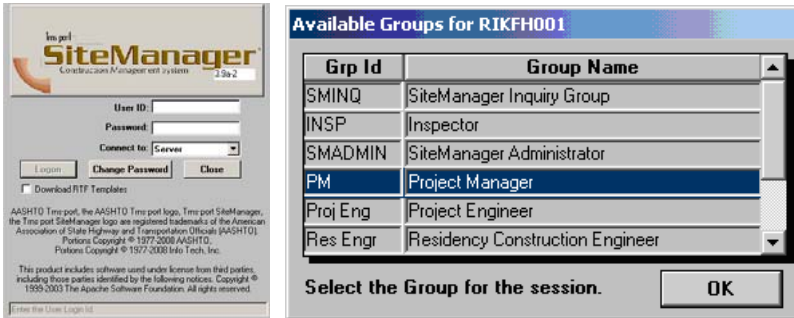 Trns·port
SiteManager
Construction Management system
3.9a-2
User ID:
Password:
Connect to: Server
Logon Change Password Close
Download RTF Templates
AASHTO Trns·port, the AASHTO Trns·port logo, Trns·port SiteManager,
the Trns·port SiteManager logo are registered trademarks of the American
Association of State Highway and Transportation Officials (AASHTO).
Portions Copyright © 1977-2008 AASHTO,
Portions Copyright © 1977-2008 Info Tech, Inc.
This product includes software used under license from third parties,
including those parties identified by the following notices. Copyright ©
1999-2003 The Apache Software Foundation. All rights reserved.
Enter the User Login Id.
Available Groups for RIKFH001
Grp Id Group Name
SMINQ SiteManager Inquiry Group
INSP Inspector
SMADMIN SiteManager Administrator
PM Project Manager
Proj Eng Project Engineer
Res Engr Residency Construction Engineer
Select the Group for the session. OK